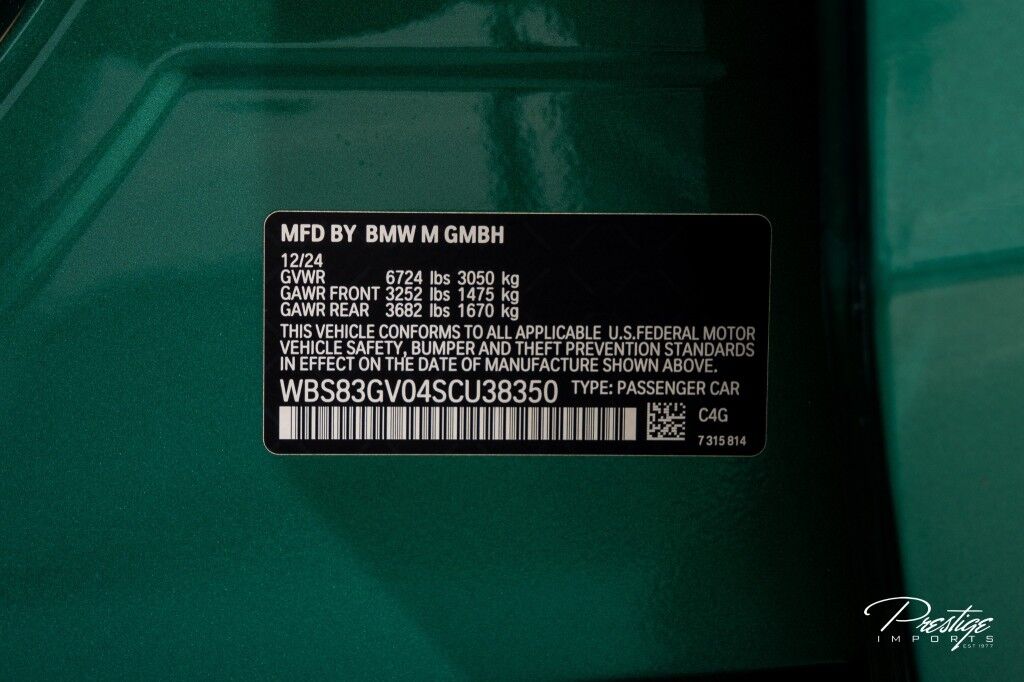 MFD BY BMW M GMBH
12/24
GVWR 6724 lbs 3050 kg
GAWR FRONT 3252 lbs 1475 kg
GAWR REAR 3682 lbs 1670 kg
THIS VEHICLE CONFORMS TO ALL APPLICABLE U.S.FEDERAL MOTOR
VEHICLE SAFETY, BUMPER AND THEFT PREVENTION STANDARDS
IN EFFECT ON THE DATE OF MANUFACTURE SHOWN ABOVE.
WBS83GV04SCU38350 TYPE: PASSENGER CAR
C4G
7 315 814
Prestige
IMPORTS
EST 1977